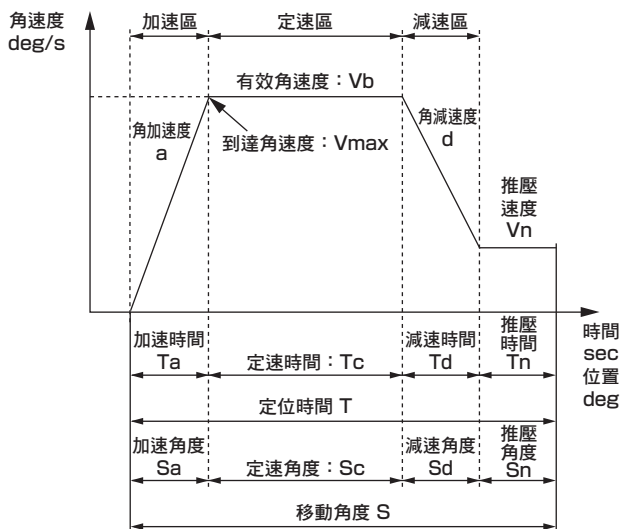 角速度
deg/s
加速區
定速區
減速區
有效角速度：Vb
角加速度
a
到達角速度：Vmax
角減速度
d
推壓
速度
Vn
加速時間
Ta
定速時間：Tc
減速時間
Td
推壓
時間
Tn
時間
sec
位置
deg
定位時間 T
加速角度
Sa
定速角度：Sc
減速角度
Sd
推壓
角度
Sn
移動角度 S